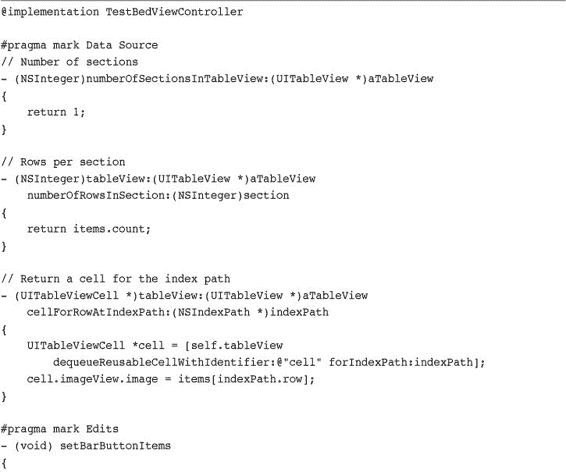 @implementation TestBedViewController

#pragma mark Data Source
// Number of sections
- (NSInteger)numberOfSectionsInTableView:(UITableView *)aTableView
{
    return 1;
}

// Rows per section
- (NSInteger)tableView:(UITableView *)aTableView
    numberOfRowsInSection:(NSInteger)section
{
    return items.count;
}

// Return a cell for the index path
- (UITableViewCell *)tableView:(UITableView *)aTableView
    cellForRowAtIndexPath:(NSIndexPath *)indexPath
{
    UITableViewCell *cell = [self.tableView
        dequeueReusableCellWithIdentifier:@"cell" forIndexPath:indexPath];
    cell.imageView.image = items[indexPath.row];
}

#pragma mark Edits
- (void) setBarButtonItems
{